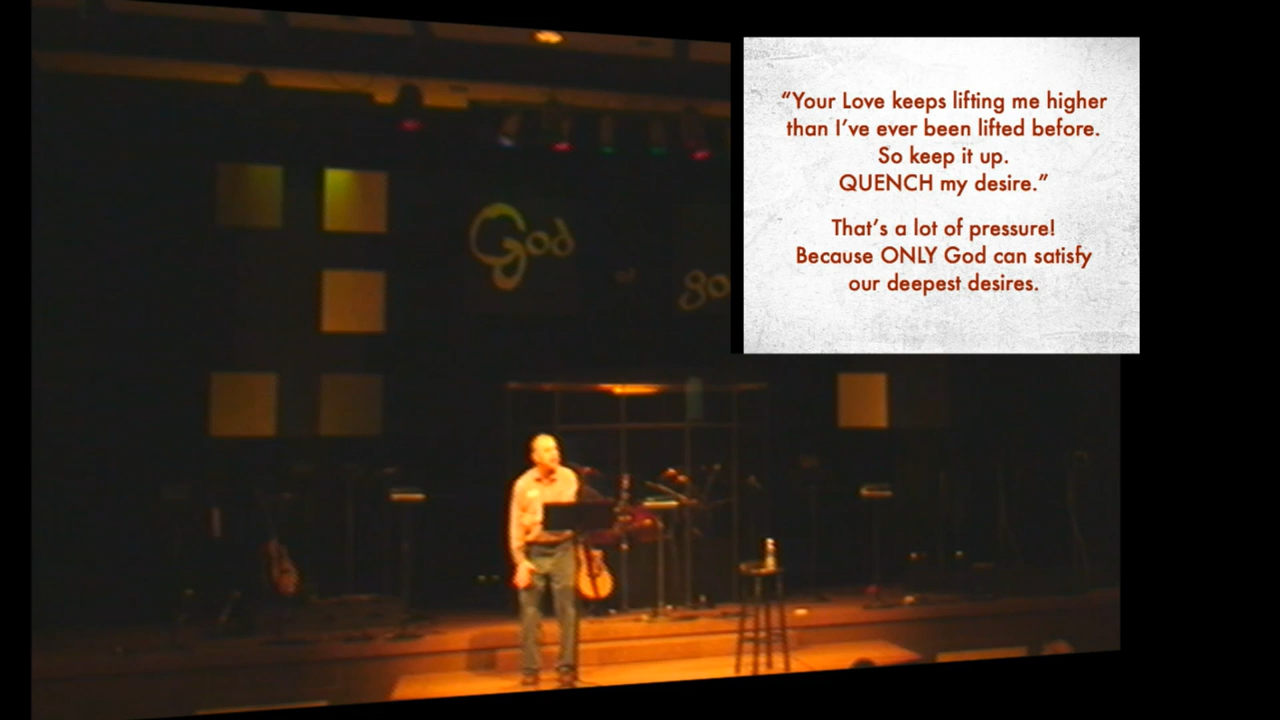 God
“Your Love keeps lifting me higher
than I’ve ever been lifted before.
So keep it up.
QUENCH my desire.”
That’s a lot of pressure!
Because ONLY God can satisfy
our deepest desires.